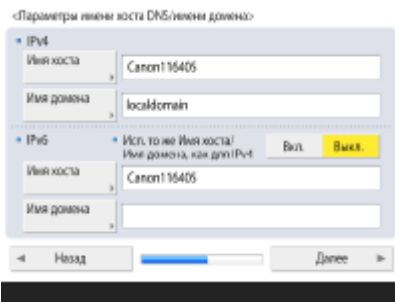 <Параметры имени хоста DNS/имени домена>
IPv4
Имя хоста
Canon116405
Имя домена
localdomain
IPv6
Исп. то же Имя хоста/
Имя домена, как для IPv4
Вкл.
Выкл.
Имя хоста
Canon116405
Имя домена
Назад
Далее